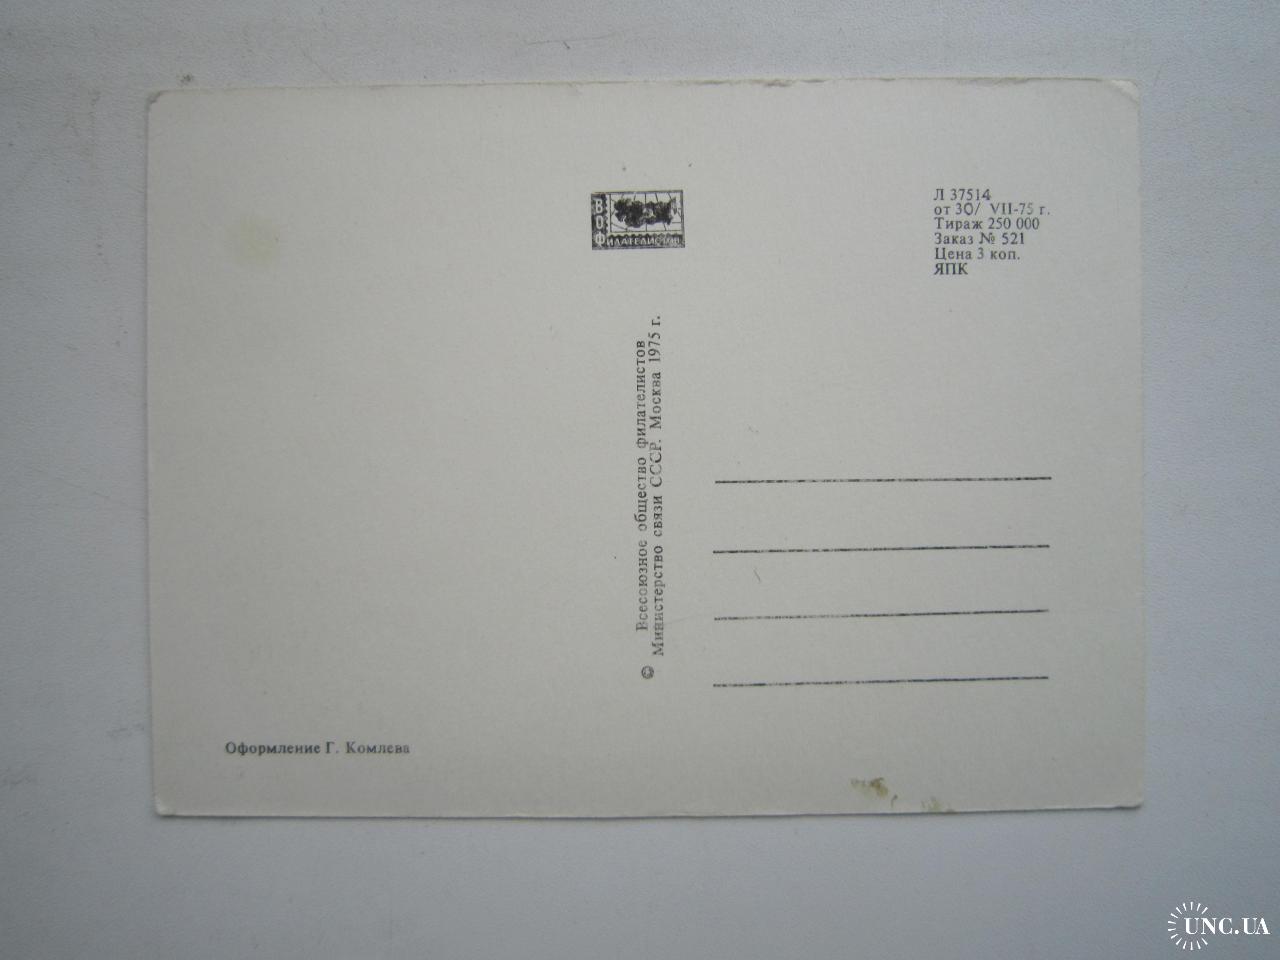 В
О
Филателистов
Л 37514
от 30/ VII-75 г.
Тираж 250 000
Заказ № 521
Цена 3 коп.
ЯПК
Всесоюзное общество филателистов
© Министерство связи СССР. Москва 1975 г.
Оформление Г. Комлева
UNC.UA